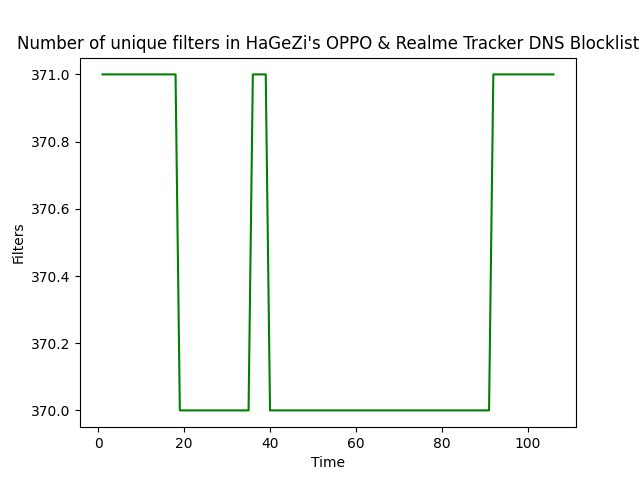 Number of unique filters in HaGeZi's OPPO & Realme Tracker DNS Blocklist
371.0
370.8
370.6
370.4
370.2
370.0
Filters
0 20 40 60 80 100
Time